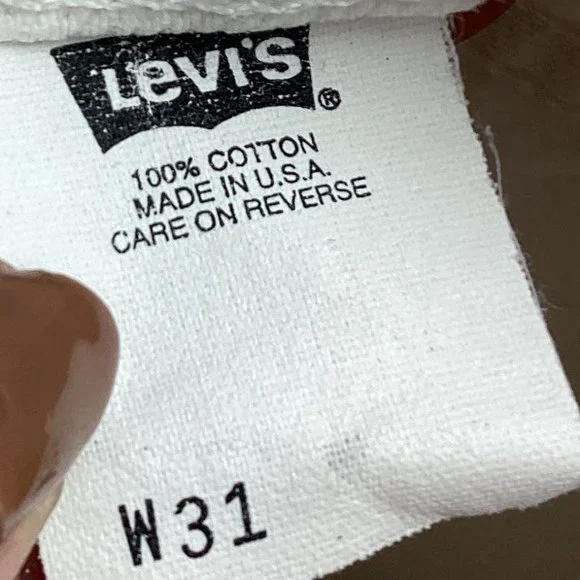 Levi's®
100% COTTON
MADE IN U.S.A.
CARE ON REVERSE
W31